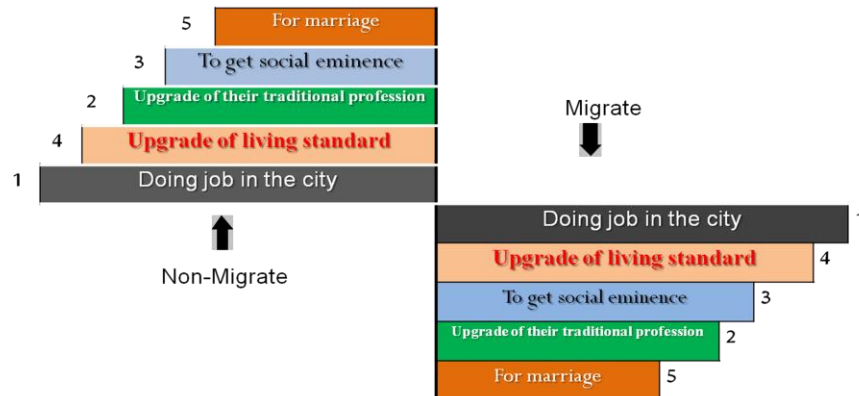 5 For marriage
3 To get social eminence
2 Upgrade of their traditional profession
4 Upgrade of living standard
1 Doing job in the city
Non-Migrate
Migrate
Doing job in the city
Upgrade of living standard 4
To get social eminence 3
Upgrade of their traditional profession 2
For marriage 5